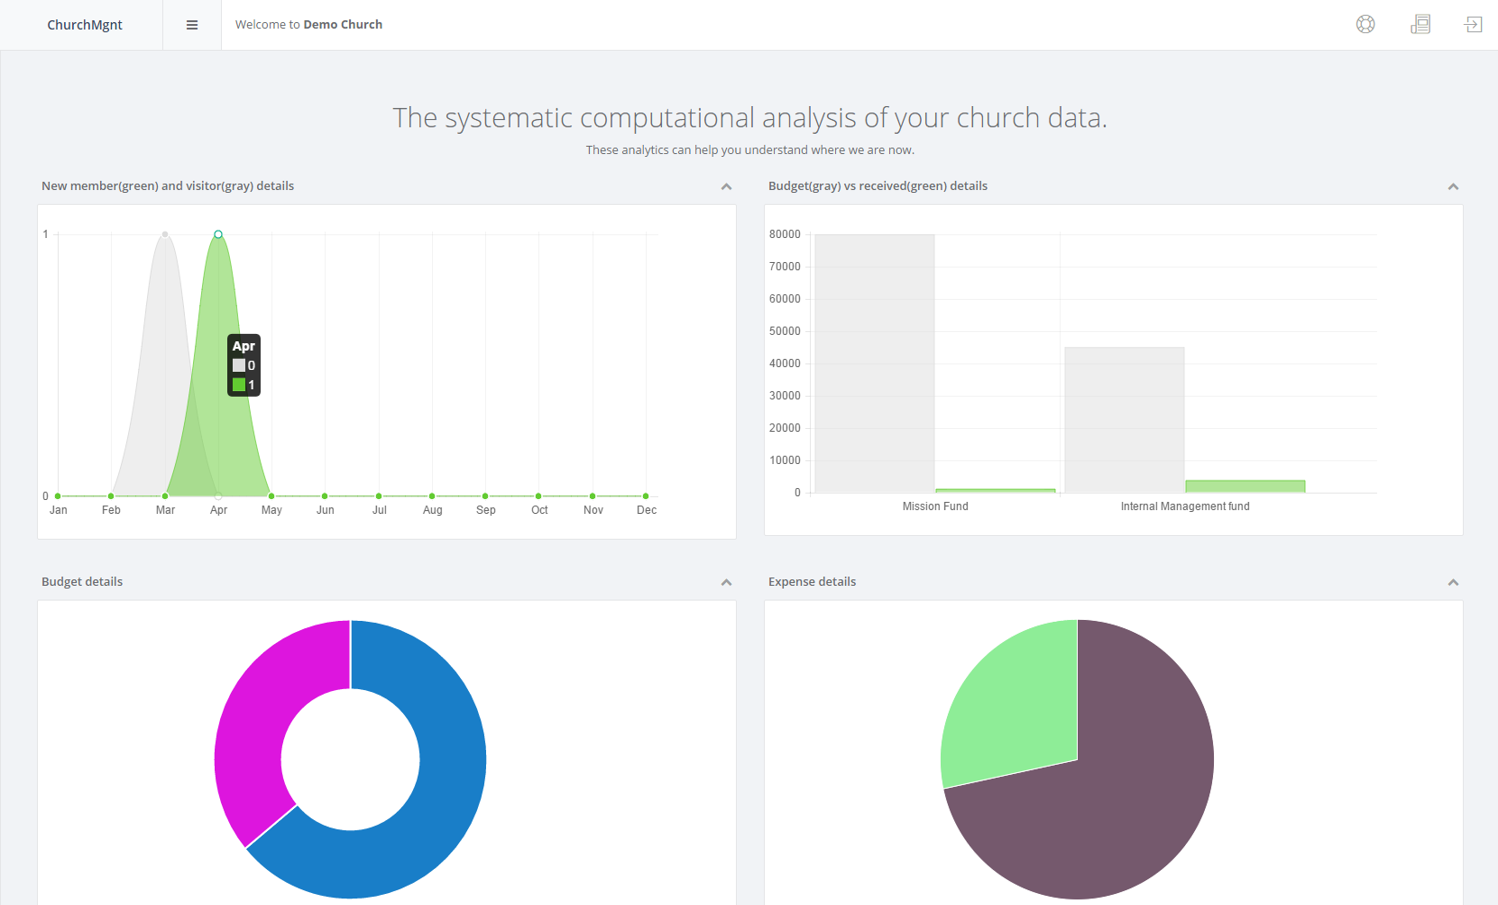 ChurchMgnt
Welcome to Demo Church
The systematic computational analysis of your church data.
These analytics can help you understand where we are now.
New member(green) and visitor(gray) details
1
0
Apr
0
1
Jan Feb Mar Apr May Jun Jul Aug Sep Oct Nov Dec
Budget(gray) vs received(green) details
80000
70000
60000
50000
40000
30000
20000
10000
0
Mission Fund Internal Management fund
Budget details
Expense details